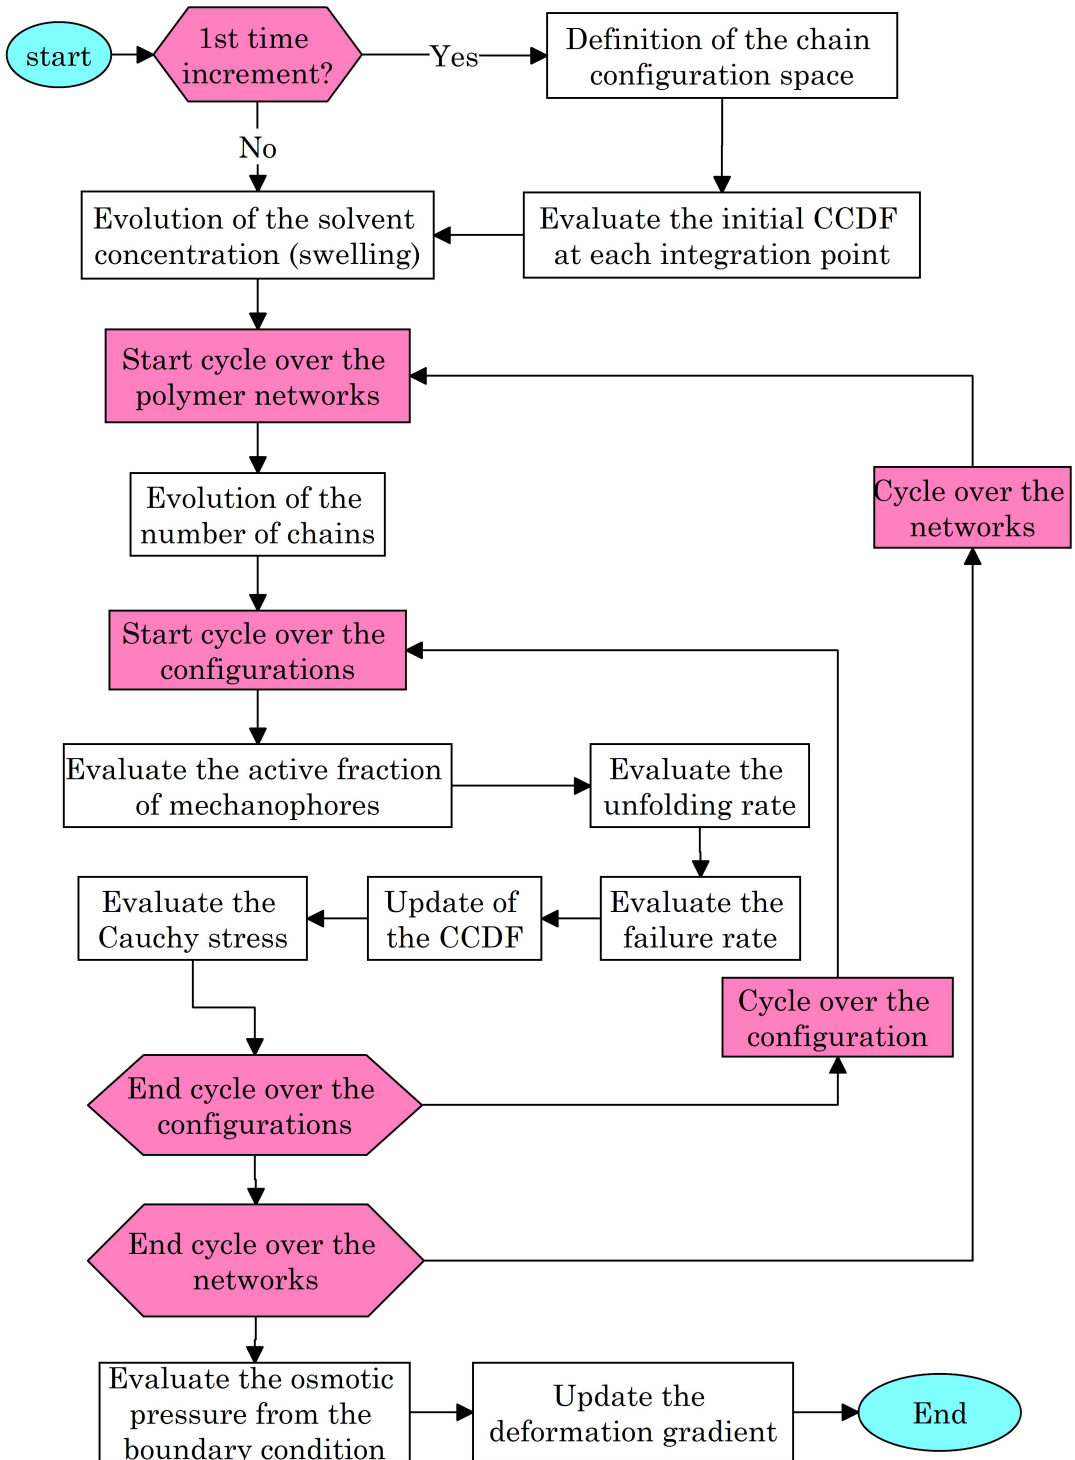 start
1st time
increment?
Yes
Definition of the chain
configuration space
No
Evolution of the solvent
concentration (swelling)
Evaluate the initial CCDF
at each integration point
Start cycle over the
polymer networks
Evolution of the
number of chains
Cycle over the
networks
Start cycle over the
configurations
Evaluate the active fraction
of mechanophores
Evaluate the
unfolding rate
Evaluate the
Cauchy stress
Update of
the CCDF
Evaluate the
failure rate
Cycle over the
configuration
End cycle over the
configurations
End cycle over the
networks
Evaluate the osmotic
pressure from the
boundary condition
Update the
deformation gradient
End